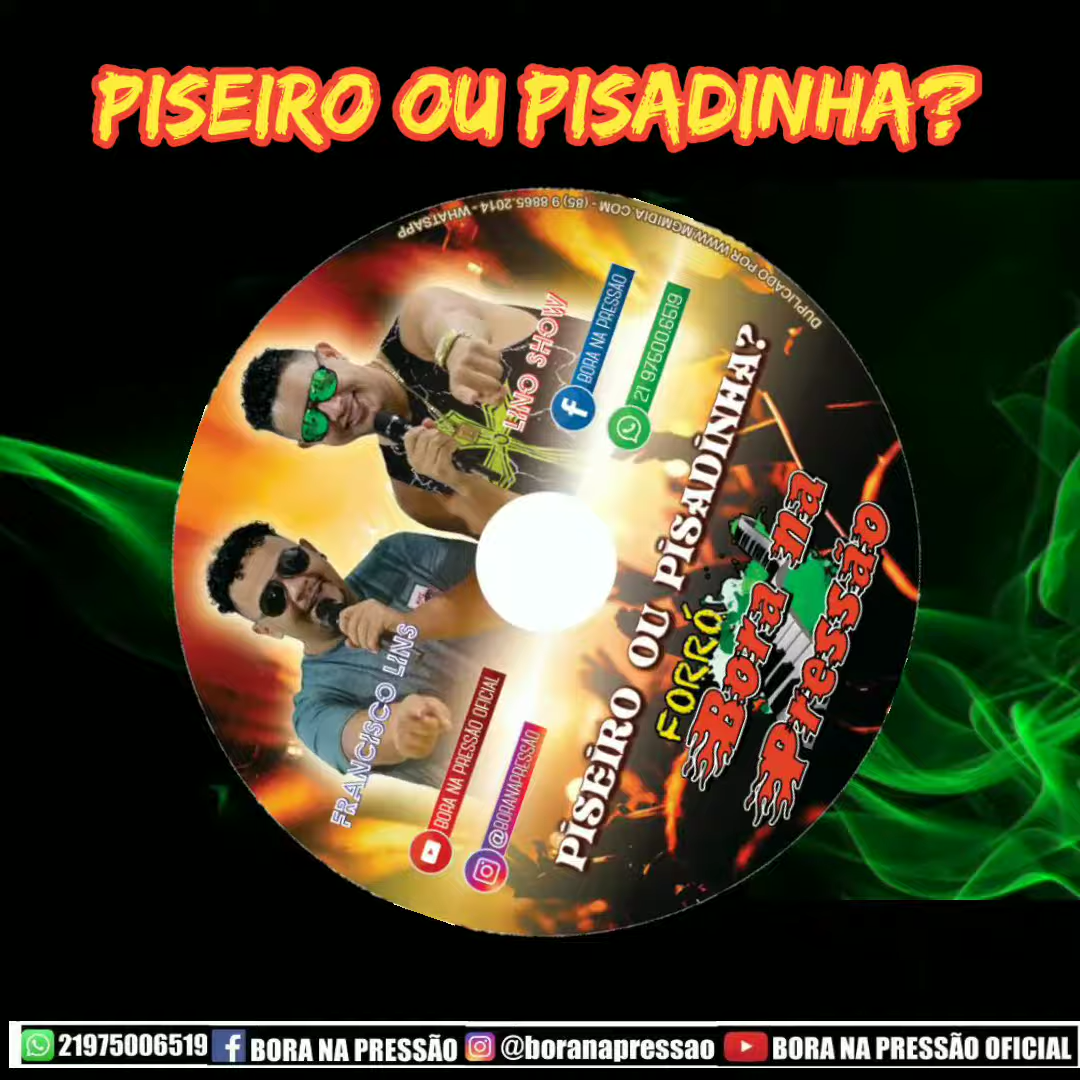 PISEIRO OU PISADINHA?
DUPLICADO POR WWW.MGMIDIA.COM - (85) 9 8865.2014 - WHATSAPP
LINO SHOW
BORA NA PRESSÃO
21 97500.6519
FRANCISCO LINS
BORA NA PRESSÃO OFICIAL
@BORANAPRESSAO
PISEIRO OU PISADINHA?
FORRÓ
Bora na
Pressão
21975006519 BORA NA PRESSÃO @boranapressao BORA NA PRESSÃO OFICIAL